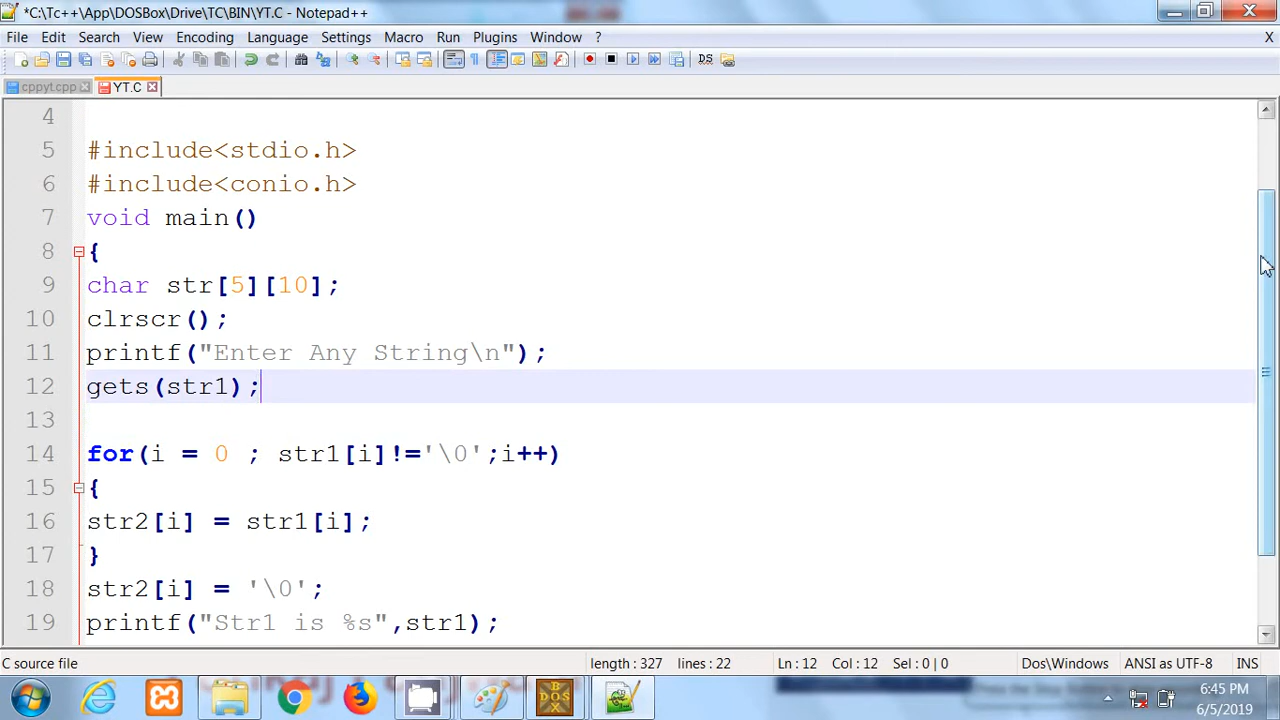 *C:\Tc++\App\DOSBox\Drive\TC\BIN\YT.C - Notepad++
File Edit Search View Encoding Language Settings Macro Run Plugins Window ? X
cppyt.cpp YT.C
4
5 #include<stdio.h>
6 #include<conio.h>
7 void main()
8 {
9 char str[5][10];
10 clrscr();
11 printf("Enter Any String\n");
12 gets(str1);
13
14 for(i = 0 ; str1[i]!='\0';i++)
15 {
16 str2[i] = str1[i];
17 }
18 str2[i] = '\0';
19 printf("Str1 is %s",str1);
C source file length : 327 lines : 22 Ln : 12 Col : 12 Sel : 0 | 0 Dos\Windows ANSI as UTF-8 INS
6:45 PM
6/5/2019